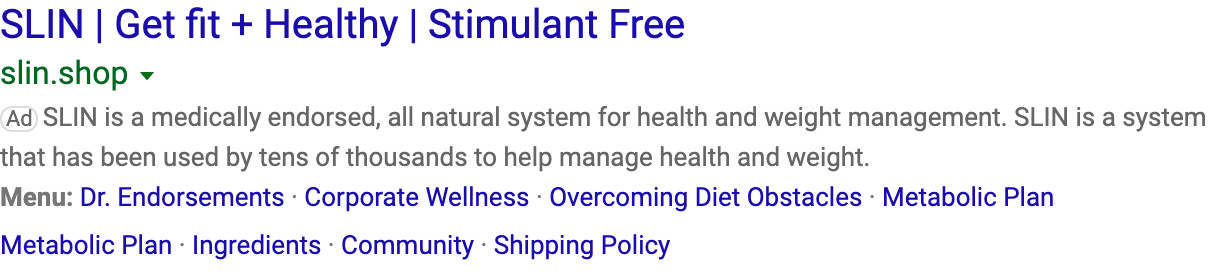 SLIN | Get fit + Healthy | Stimulant Free
slin.shop
Ad SLIN is a medically endorsed, all natural system for health and weight management. SLIN is a system
that has been used by tens of thousands to help manage health and weight.
Menu: Dr. Endorsements · Corporate Wellness · Overcoming Diet Obstacles · Metabolic Plan
Metabolic Plan · Ingredients · Community · Shipping Policy